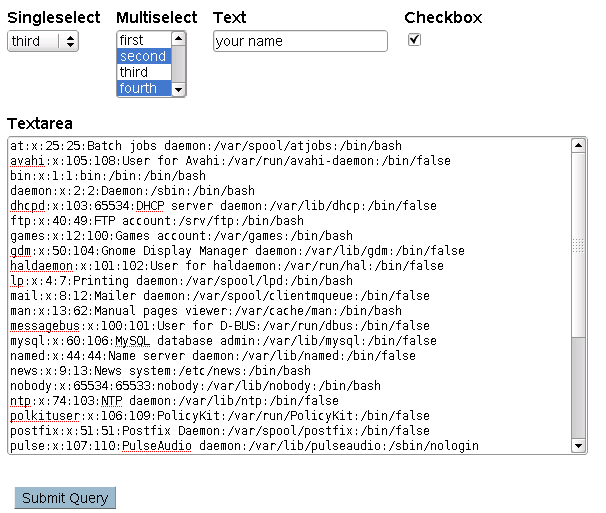 Singleselect
Multiselect
Text
Checkbox
third
first
second
third
fourth
your name
Textarea
at:x:25:25:Batch jobs daemon:/var/spool/atjobs:/bin/bash
avahi:x:105:108:User for Avahi:/var/run/avahi-daemon:/bin/false
bin:x:1:1:bin:/bin:/bin/bash
daemon:x:2:2:Daemon:/sbin:/bin/bash
dhcpd:x:103:65534:DHCP server daemon:/var/lib/dhcp:/bin/false
ftp:x:40:49:FTP account:/srv/ftp:/bin/bash
games:x:12:100:Games account:/var/games:/bin/bash
gdm:x:50:104:Gnome Display Manager daemon:/var/lib/gdm:/bin/false
haldaemon:x:101:102:User for haldaemon:/var/run/hal:/bin/false
lp:x:4:7:Printing daemon:/var/spool/lpd:/bin/bash
mail:x:8:12:Mailer daemon:/var/spool/clientmqueue:/bin/false
man:x:13:62:Manual pages viewer:/var/cache/man:/bin/bash
messagebus:x:100:101:User for D-BUS:/var/run/dbus:/bin/false
mysql:x:60:106:MySQL database admin:/var/lib/mysql:/bin/false
named:x:44:44:Name server daemon:/var/lib/named:/bin/false
news:x:9:13:News system:/etc/news:/bin/bash
nobody:x:65534:65533:nobody:/var/lib/nobody:/bin/bash
ntp:x:74:103:NTP daemon:/var/lib/ntp:/bin/false
polkituser:x:106:109:PolicyKit:/var/run/PolicyKit:/bin/false
postfix:x:51:51:Postfix Daemon:/var/spool/postfix:/bin/false
pulse:x:107:110:PulseAudio daemon:/var/lib/pulseaudio:/sbin/nologin
Submit Query